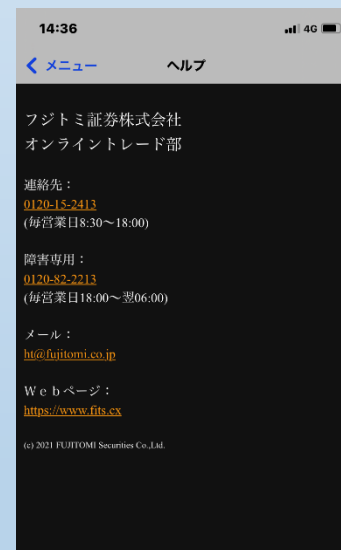 14:36
4G
メニュー
ヘルプ
フジトミ証券株式会社
オンライントレード部
連絡先：
0120-15-2413
(毎営業日8:30～18:00)
障害専用：
0120-82-2213
(毎営業日18:00～翌06:00)
メール：
ht@fujitomi.co.jp
Ｗｅｂページ：
https://www.fits.cx
(c) 2021 FUJITOMI Securities Co.,Ltd.